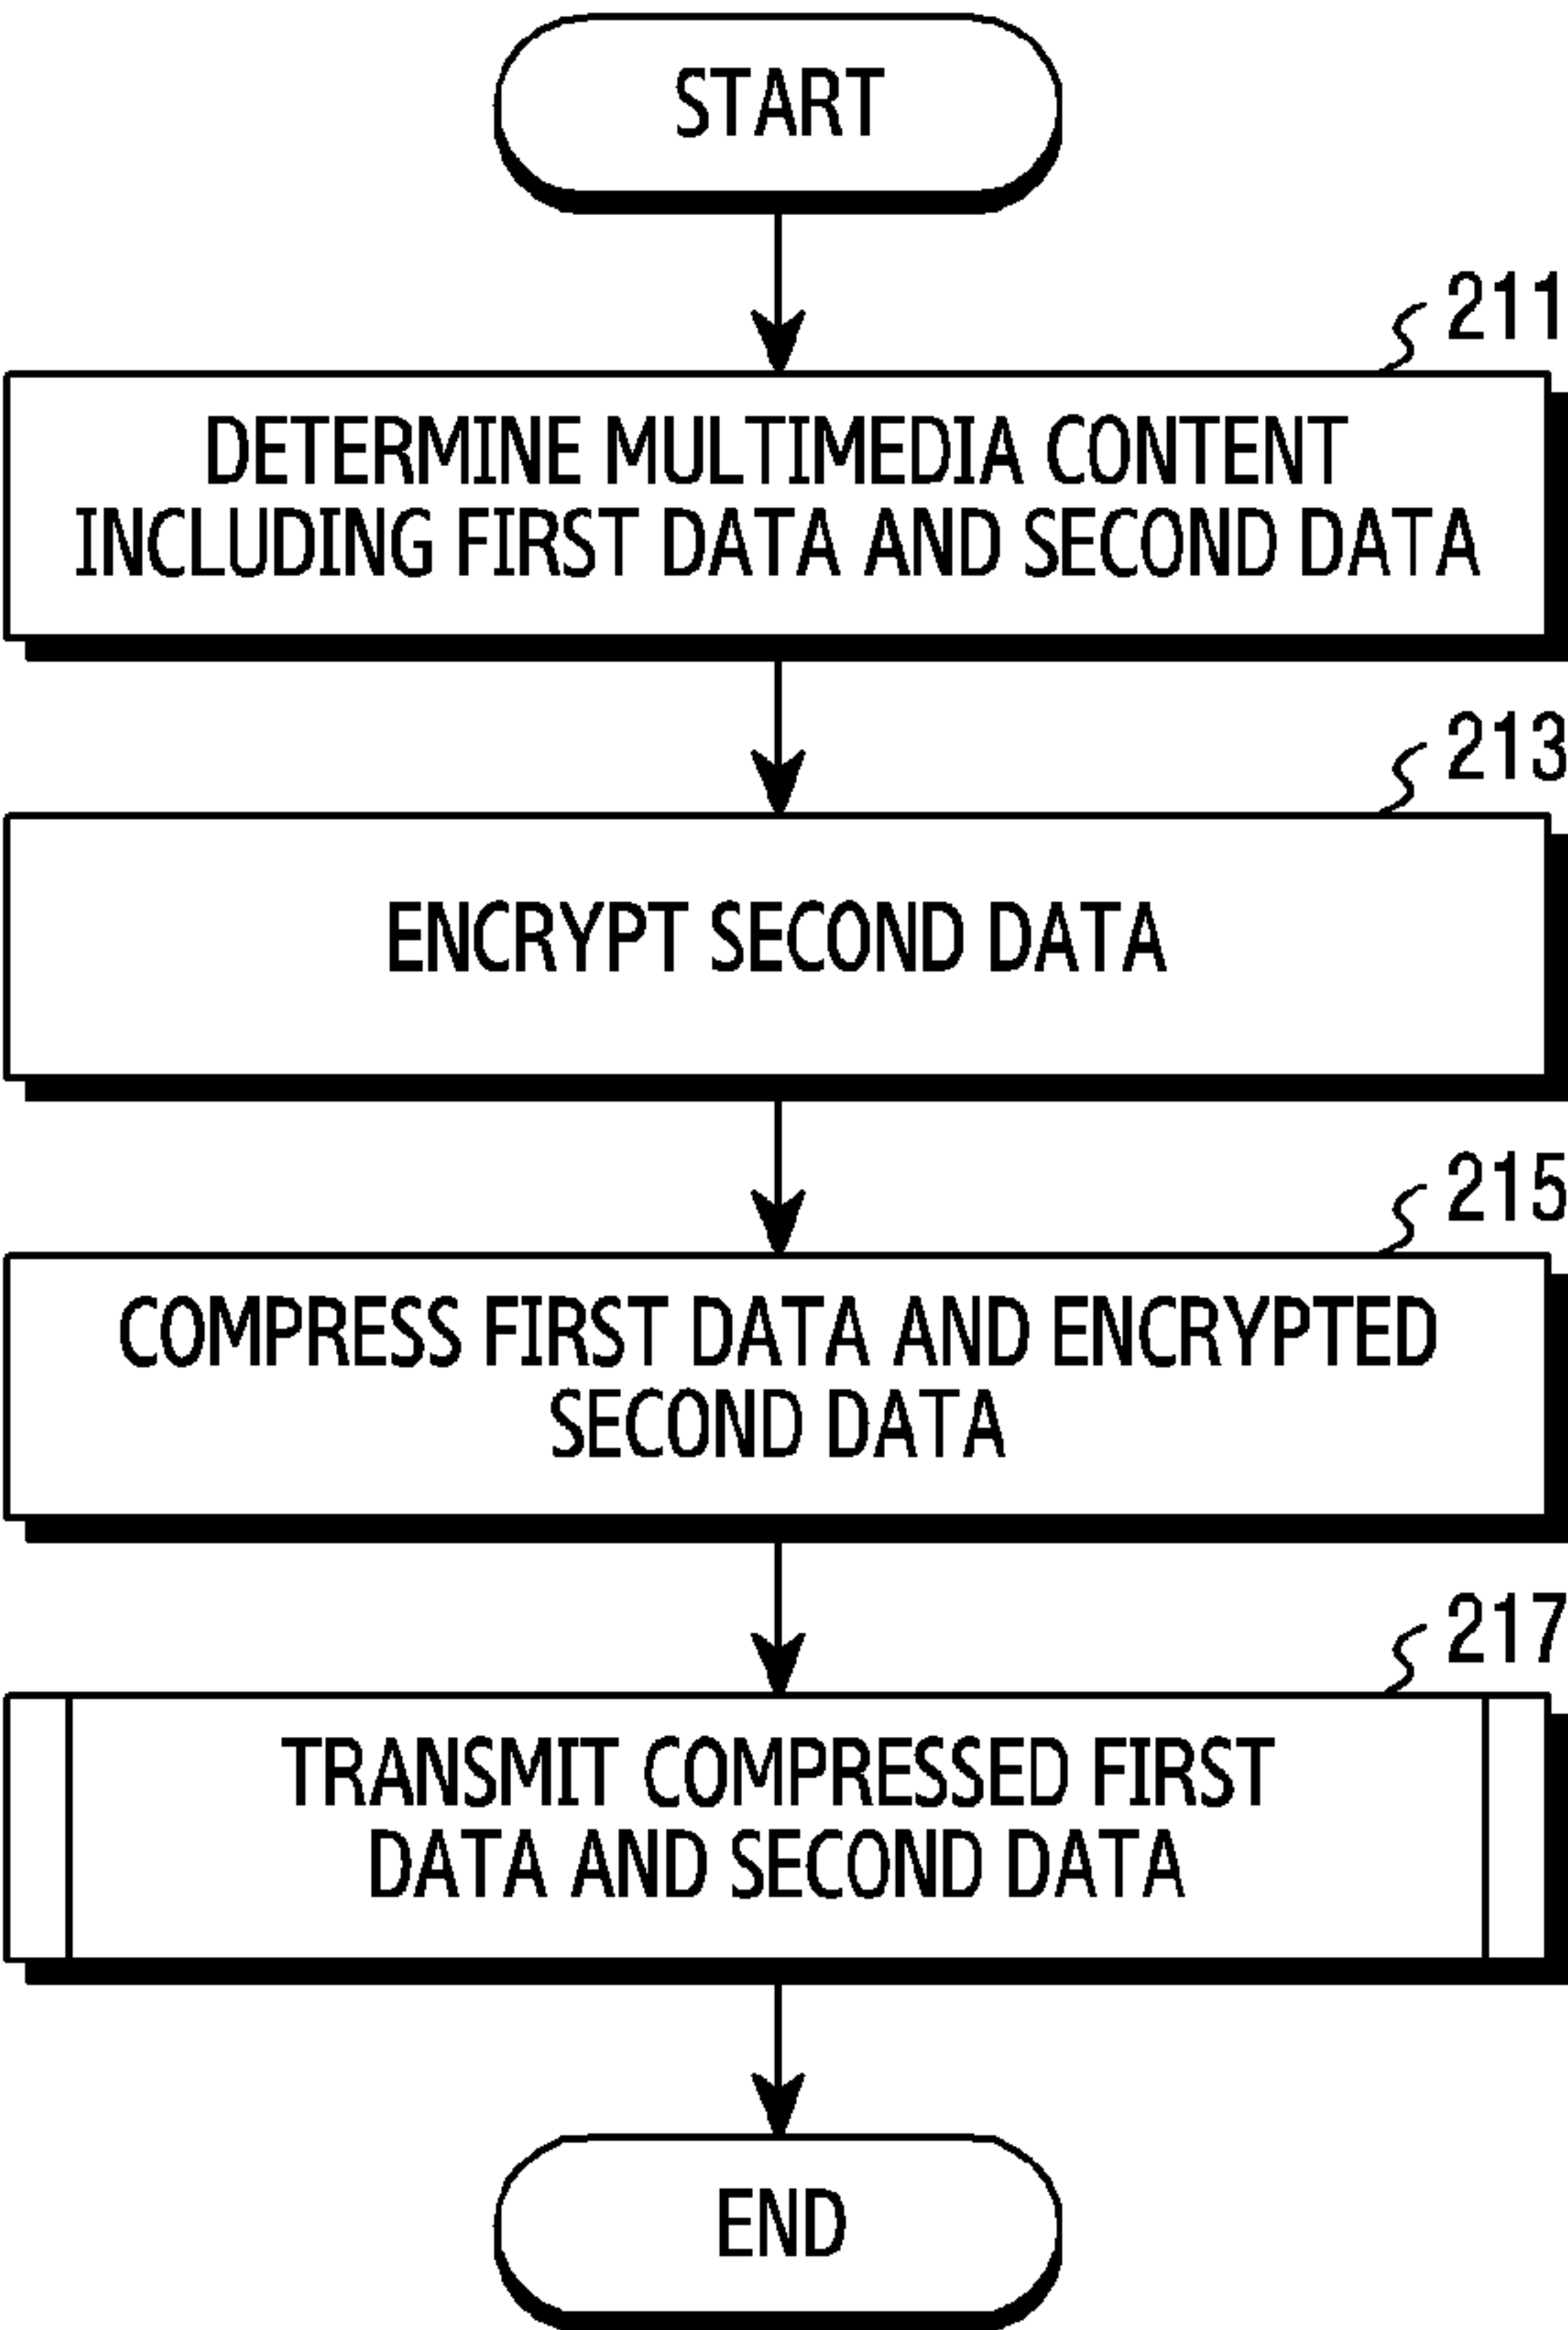 START
211
DETERMINE MULTIMEDIA CONTENT
INCLUDING FIRST DATA AND SECOND DATA
213
ENCRYPT SECOND DATA
215
COMPRESS FIRST DATA AND ENCRYPTED
SECOND DATA
217
TRANSMIT COMPRESSED FIRST
DATA AND SECOND DATA
END